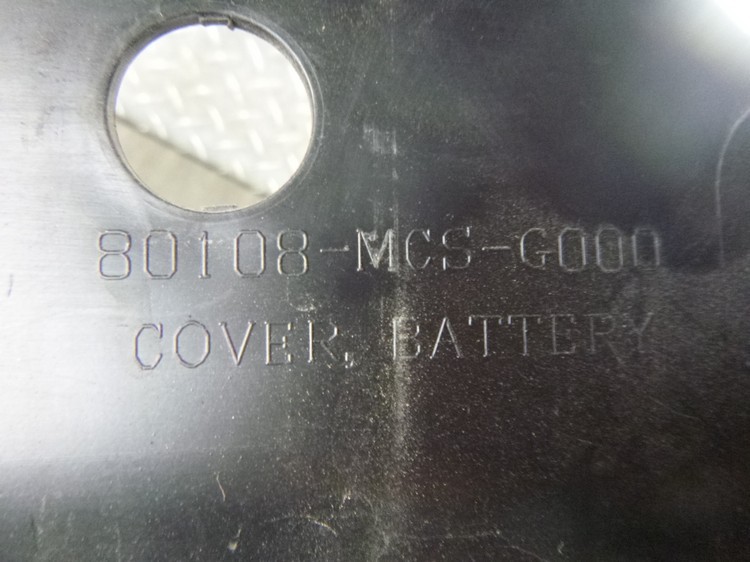 80108-MCS-G000
COVER, BATTERY